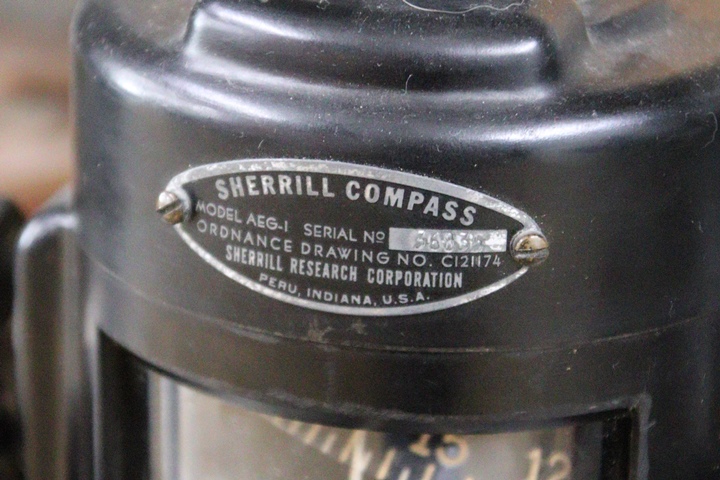 SHERRILL COMPASS
MODEL AEG-1 SERIAL Nº
ORDNANCE DRAWING NO. C121174
SHERRILL RESEARCH CORPORATION
PERU, INDIANA, U.S.A.
15 12